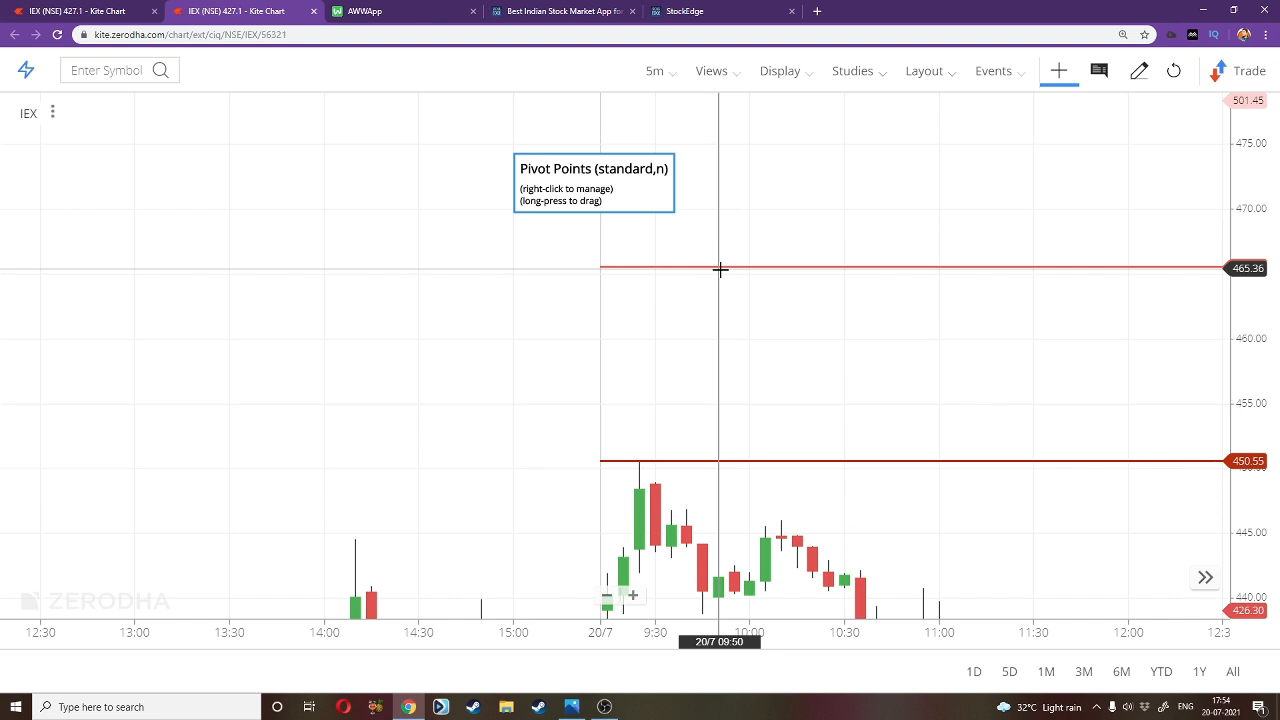 IEX (NSE) 427.1 - Kite Chart
IEX (NSE) 427.1 - Kite Chart
AWWApp
Best Indian Stock Market App for
StockEdge
kite.zerodha.com/chart/ext/ciq/NSE/IEX/56321
IQ
Enter Symbol
5m
Views
Display
Studies
Layout
Events
Trade
IEX
501.45
475.00
Pivot Points (standard,n)
(right-click to manage)
(long-press to drag)
470.00
465.36
460.00
455.00
450.55
445.00
440.00
ZERODHA
426.30
13:00
13:30
14:00
14:30
15:00
20/7
9:30
10:00
10:30
11:00
11:30
12:00
12:3
20/7 09:50
1D
5D
1M
3M
6M
YTD
1Y
All
Type here to search
32°C Light rain
ENG
17:54
20-07-2021